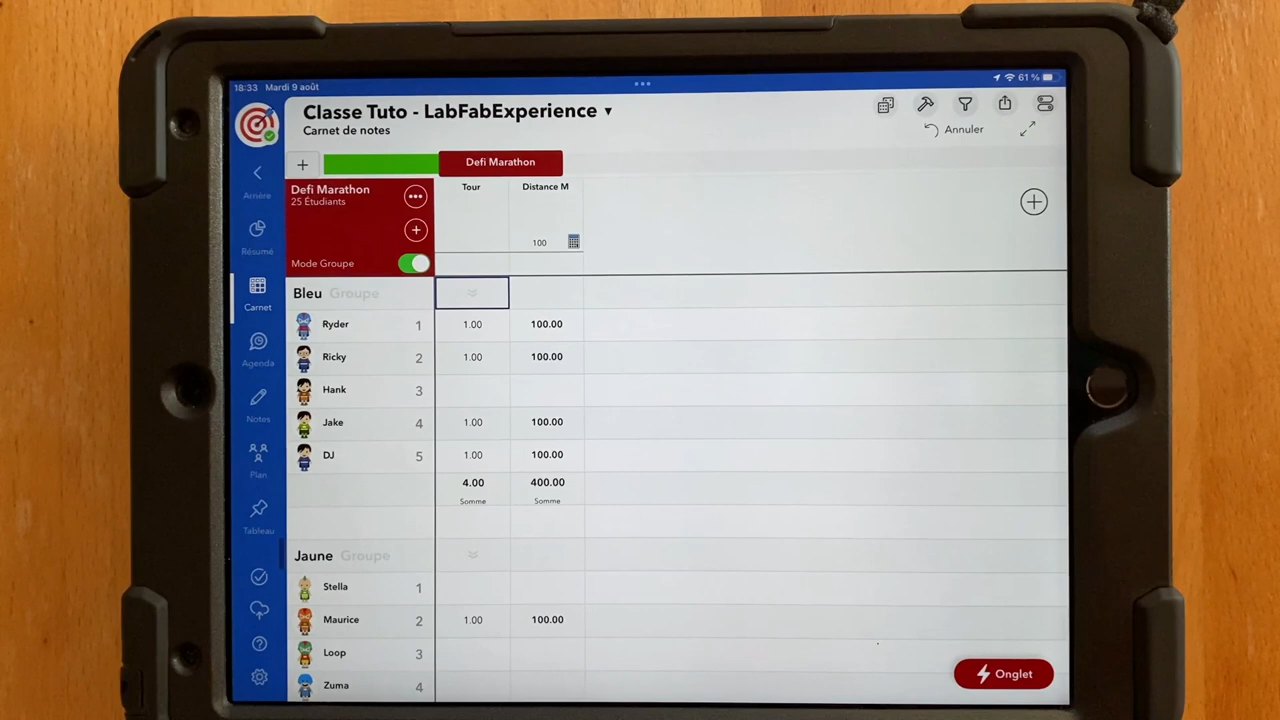 18:33 Mardi 9 août
61 %
Classe Tuto - LabFabExperience ▼
Carnet de notes
Annuler
+ Defi Marathon
Defi Marathon
25 Étudiants
Mode Groupe
Tour Distance M
100
Arrière
Résumé
Carnet
Agenda
Notes
Plan
Tableau
Bleu Groupe
Ryder 1 1.00 100.00
Ricky 2 1.00 100.00
Hank 3
Jake 4 1.00 100.00
DJ 5 1.00 100.00
4.00 400.00
Somme Somme
Jaune Groupe
Stella 1
Maurice 2 1.00 100.00
Loop 3
Zuma 4
Onglet